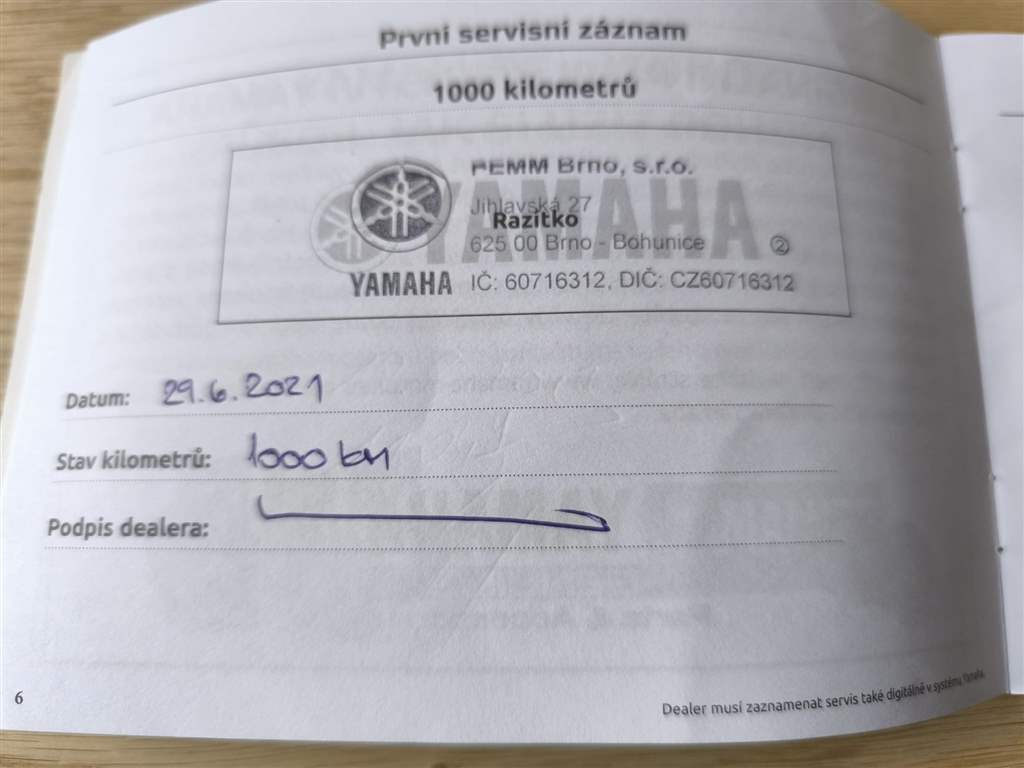 První servisní záznam
1000 kilometrů
PEMM Brno, s.r.o.
YAMAHA
Jihlavská 27
Razítko
625 00 Brno - Bohunice ②
YAMAHA IČ: 60716312, DIČ: CZ60716312
Datum: 29.6.2021
Stav kilometrů: 1000 km
Podpis dealera:
6
Dealer musí zaznamenat servis také digitálně v systému Yamaha